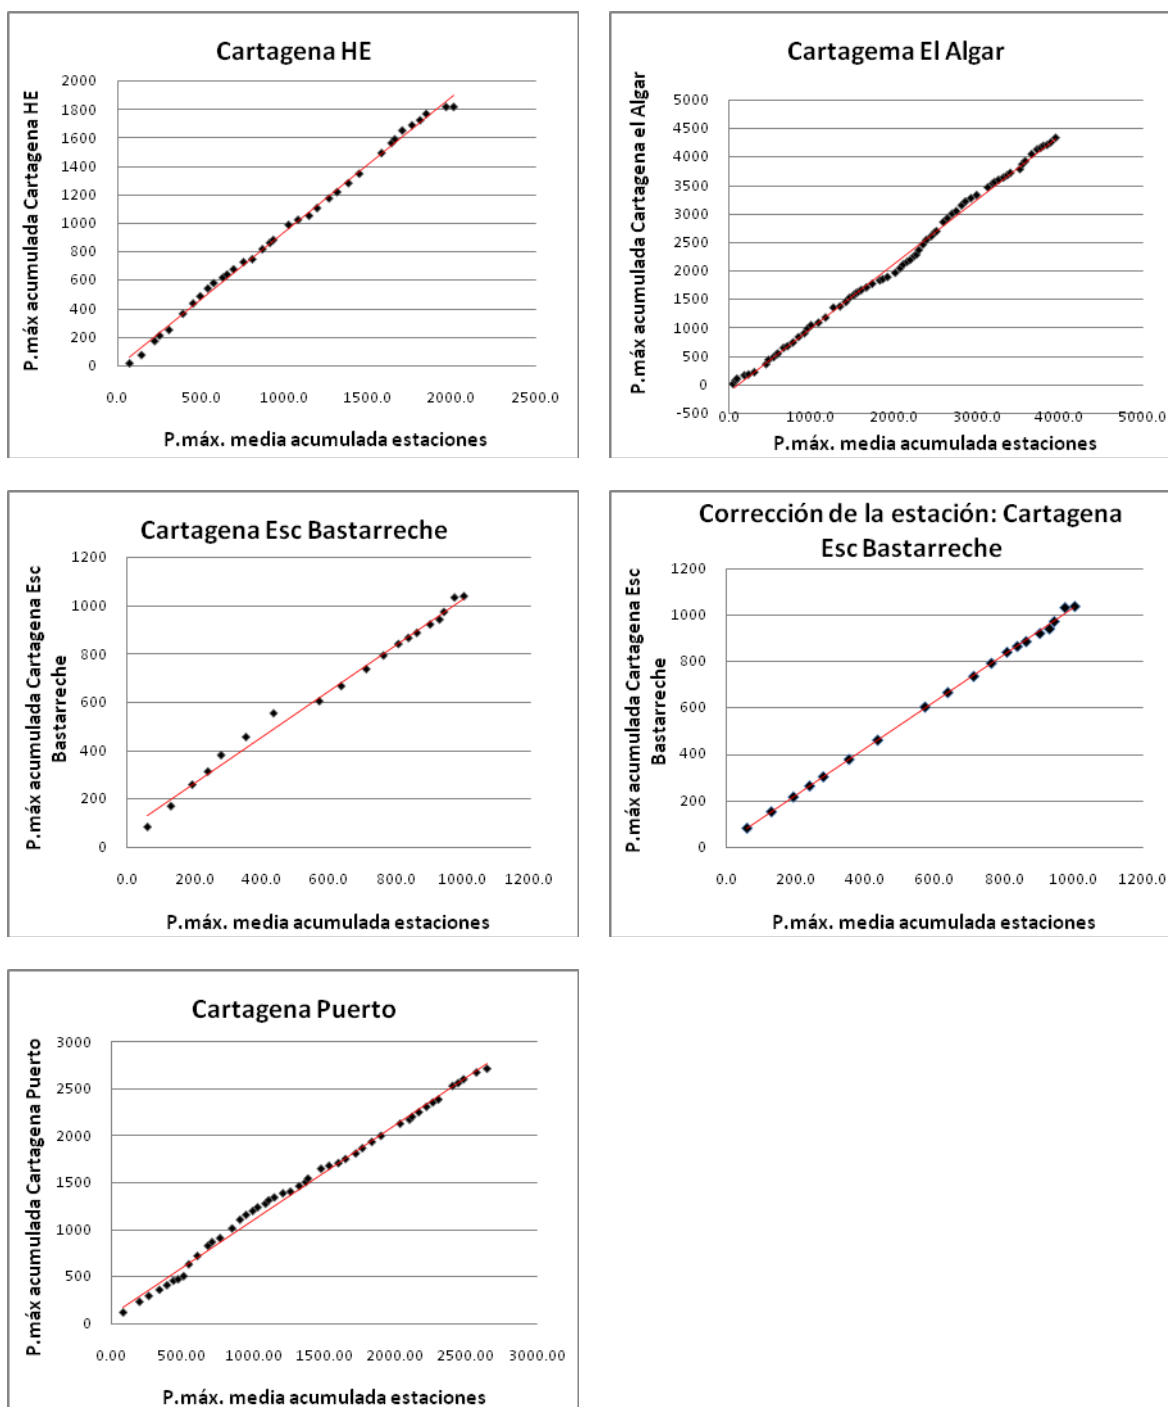 Cartagena HE
P.máx acumulada Cartagena HE
2000
1800
1600
1400
1200
1000
800
600
400
200
0
0.0 500.0 1000.0 1500.0 2000.0 2500.0
P.máx. media acumulada estaciones
Cartagema El Algar
P.máx acumulada Cartagena el Algar
5000
4500
4000
3500
3000
2500
2000
1500
1000
500
0
-500
0.0 1000.0 2000.0 3000.0 4000.0 5000.0
P.máx. media acumulada estaciones
Cartagena Esc Bastarreche
P.máx acumulada Cartagena Esc
Bastarreche
1200
1000
800
600
400
200
0
0.0 200.0 400.0 600.0 800.0 1000.0 1200.0
P.máx. media acumulada estaciones
Corrección de la estación: Cartagena
Esc Bastarreche
P.máx acumulada Cartagena Esc
Bastarreche
1200
1000
800
600
400
200
0
0.0 200.0 400.0 600.0 800.0 1000.0 1200.0
P.máx. media acumulada estaciones
Cartagena Puerto
P.máx acumulada Cartagena Puerto
3000
2500
2000
1500
1000
500
0
0.00 500.00 1000.00 1500.00 2000.00 2500.00 3000.00
P.máx. media acumulada estaciones